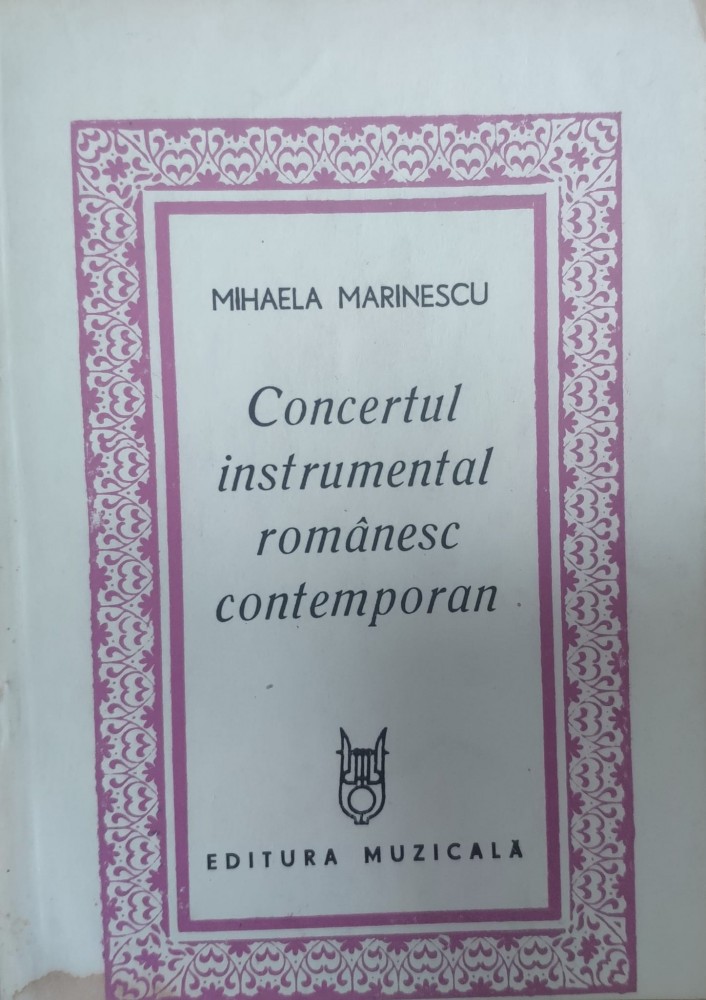 MIHAELA MARINESCU
Concertul
instrumental
românesc
contemporan
EDITURA MUZICALĂ